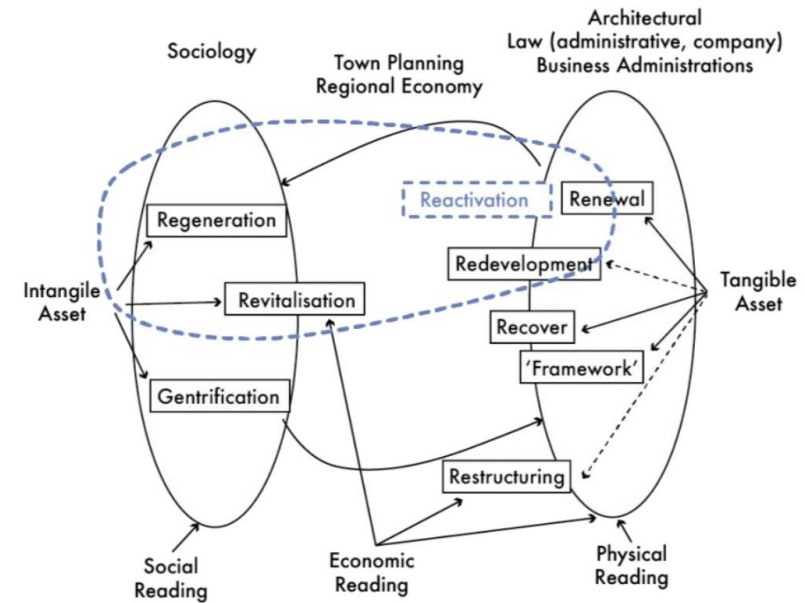 Architectural
Law (administrative, company)
Business Administrations
Sociology
Town Planning
Regional Economy
Reactivation
Renewal
Regeneration
Redevelopment
Intangile
Asset
Revitalisation
Tangible
Asset
Recover
'Framework'
Gentrification
Restructuring
Social
Reading
Economic
Reading
Physical
Reading